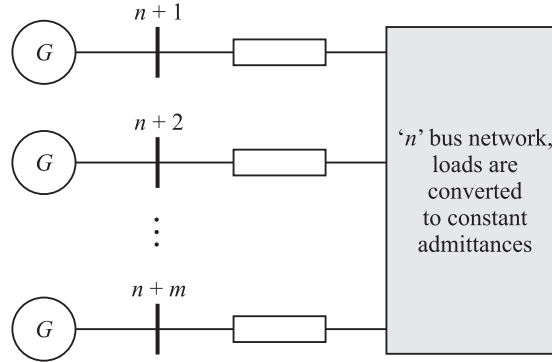 n + 1
G
n + 2
G
n + m
G
‘n’ bus network,
loads are
converted
to constant
admittances